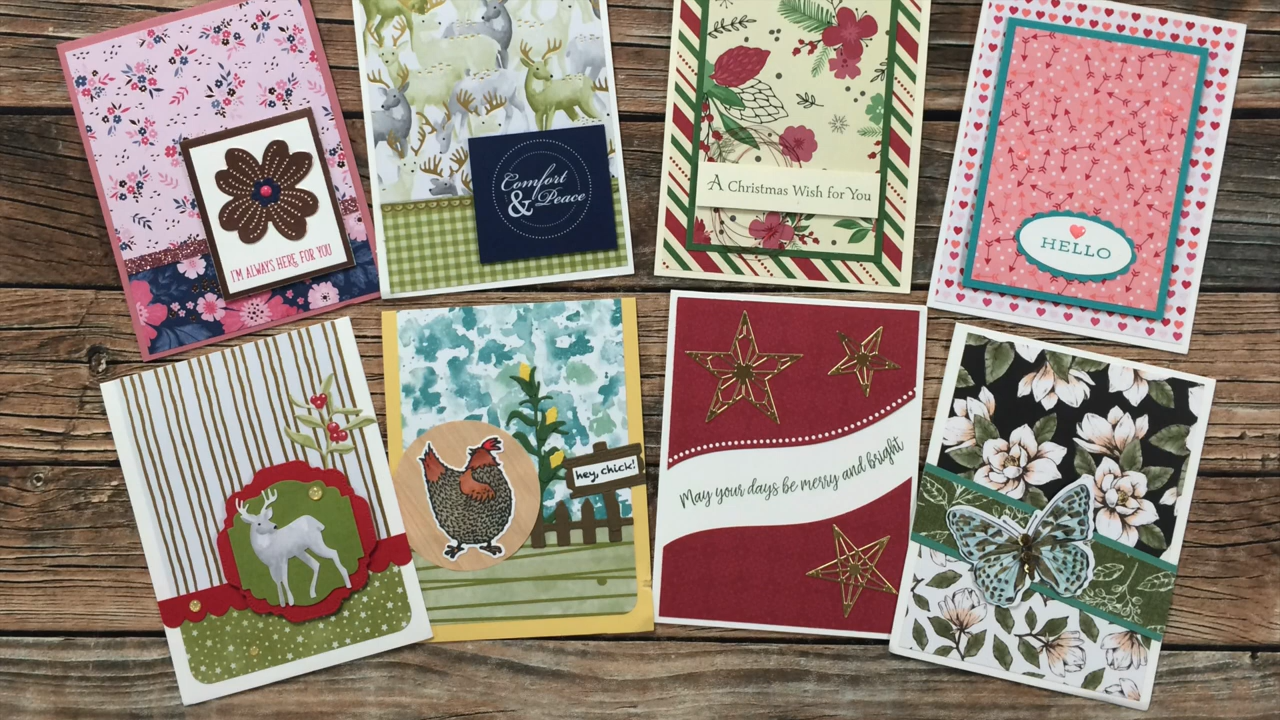 I'M ALWAYS HERE FOR YOU
Comfort
& Peace
A Christmas Wish for You
HELLO
hey, chick!
May your days be merry and bright